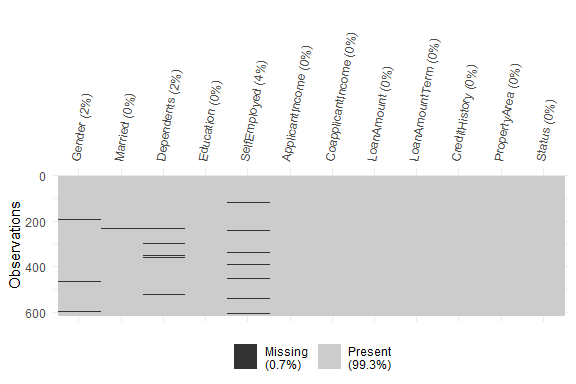 Gender (2%)
Married (0%)
Dependents (2%)
Education (0%)
SelfEmployed (4%)
ApplicantIncome (0%)
CoapplicantIncome (0%)
LoanAmount (0%)
LoanAmountTerm (0%)
CreditHistory (0%)
PropertyArea (0%)
Status (0%)
Observations
0
200
400
600
Missing
(0.7%)
Present
(99.3%)